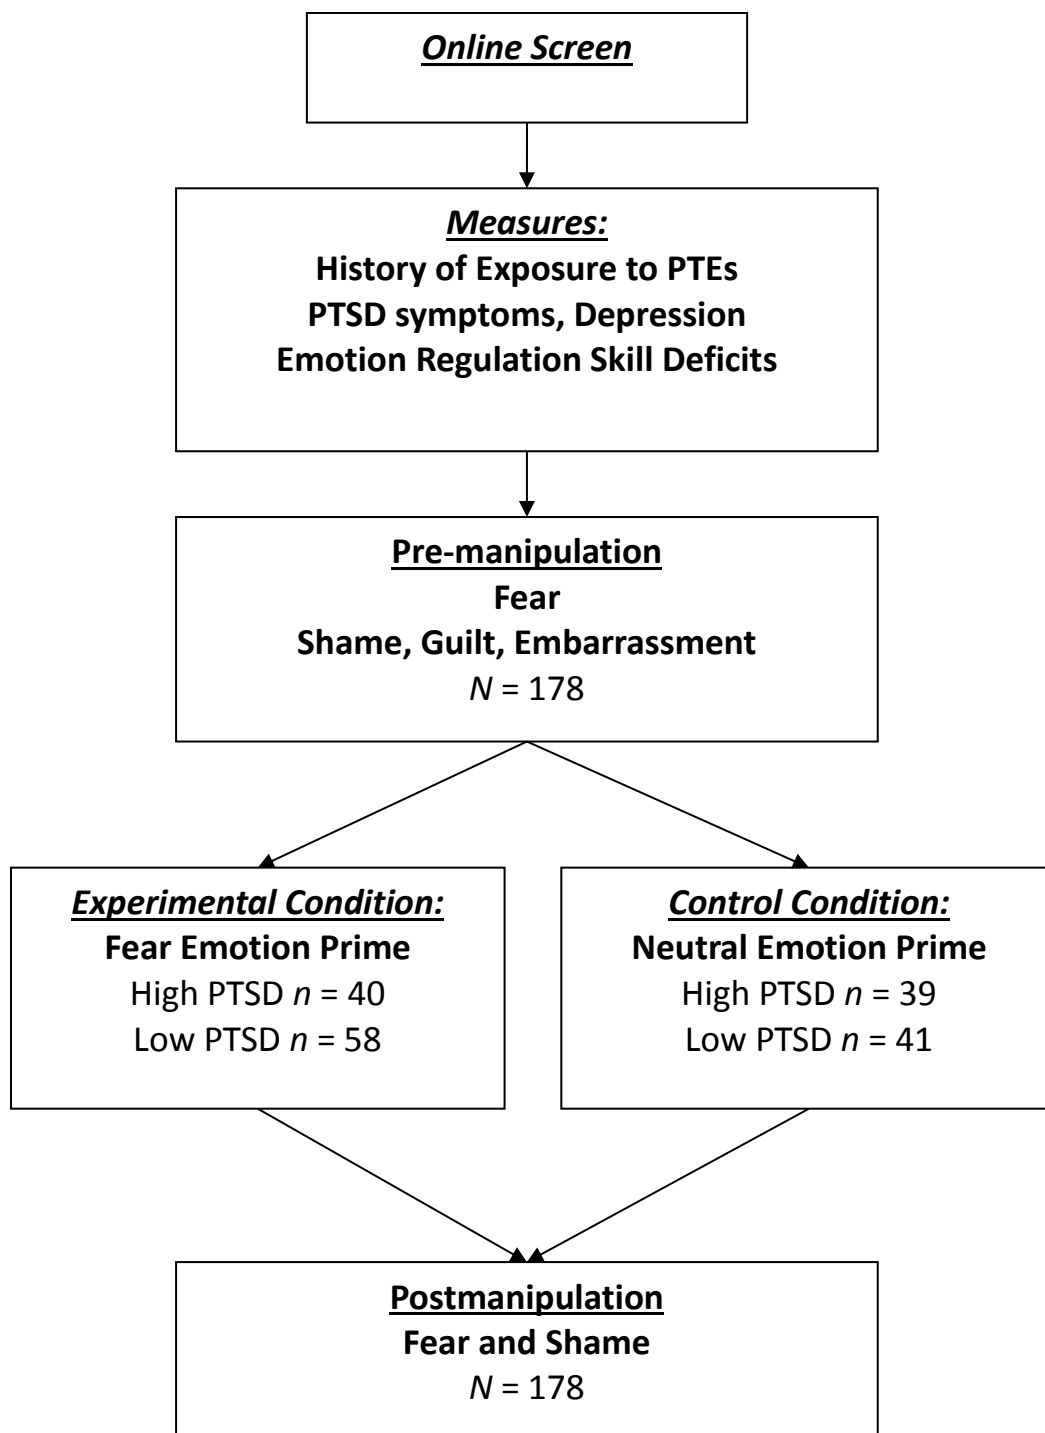 Online Screen
Measures:
History of Exposure to PTEs
PTSD symptoms, Depression
Emotion Regulation Skill Deficits
Pre-manipulation
Fear
Shame, Guilt, Embarrassment
N = 178
Experimental Condition:
Fear Emotion Prime
High PTSD n = 40
Low PTSD n = 58
Control Condition:
Neutral Emotion Prime
High PTSD n = 39
Low PTSD n = 41
Postmanipulation
Fear and Shame
N = 178